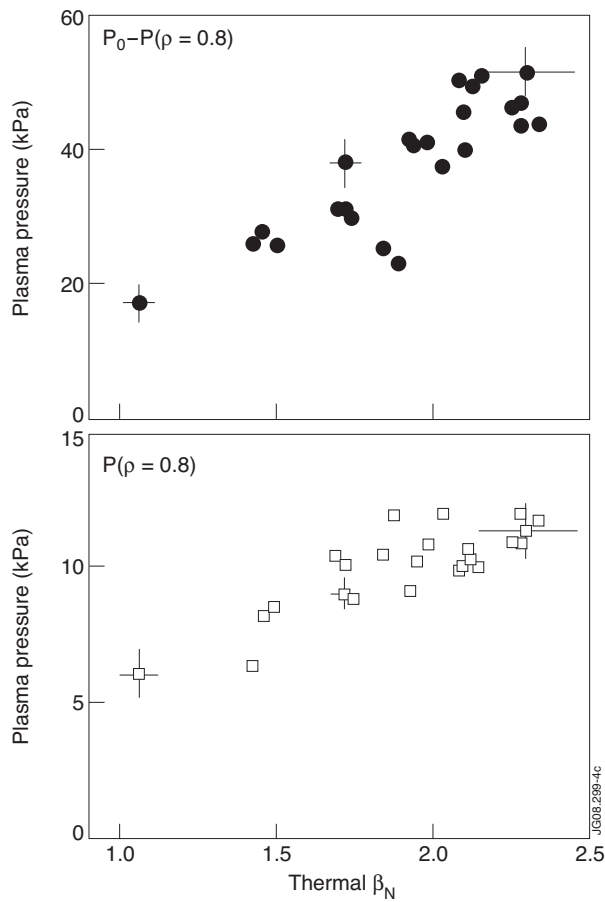 60
P₀–P(ρ = 0.8)
40
Plasma pressure (kPa)
20
0
15
P(ρ = 0.8)
10
Plasma pressure (kPa)
5
0
1.0 1.5 2.0 2.5
Thermal βN
JG08.299-4c